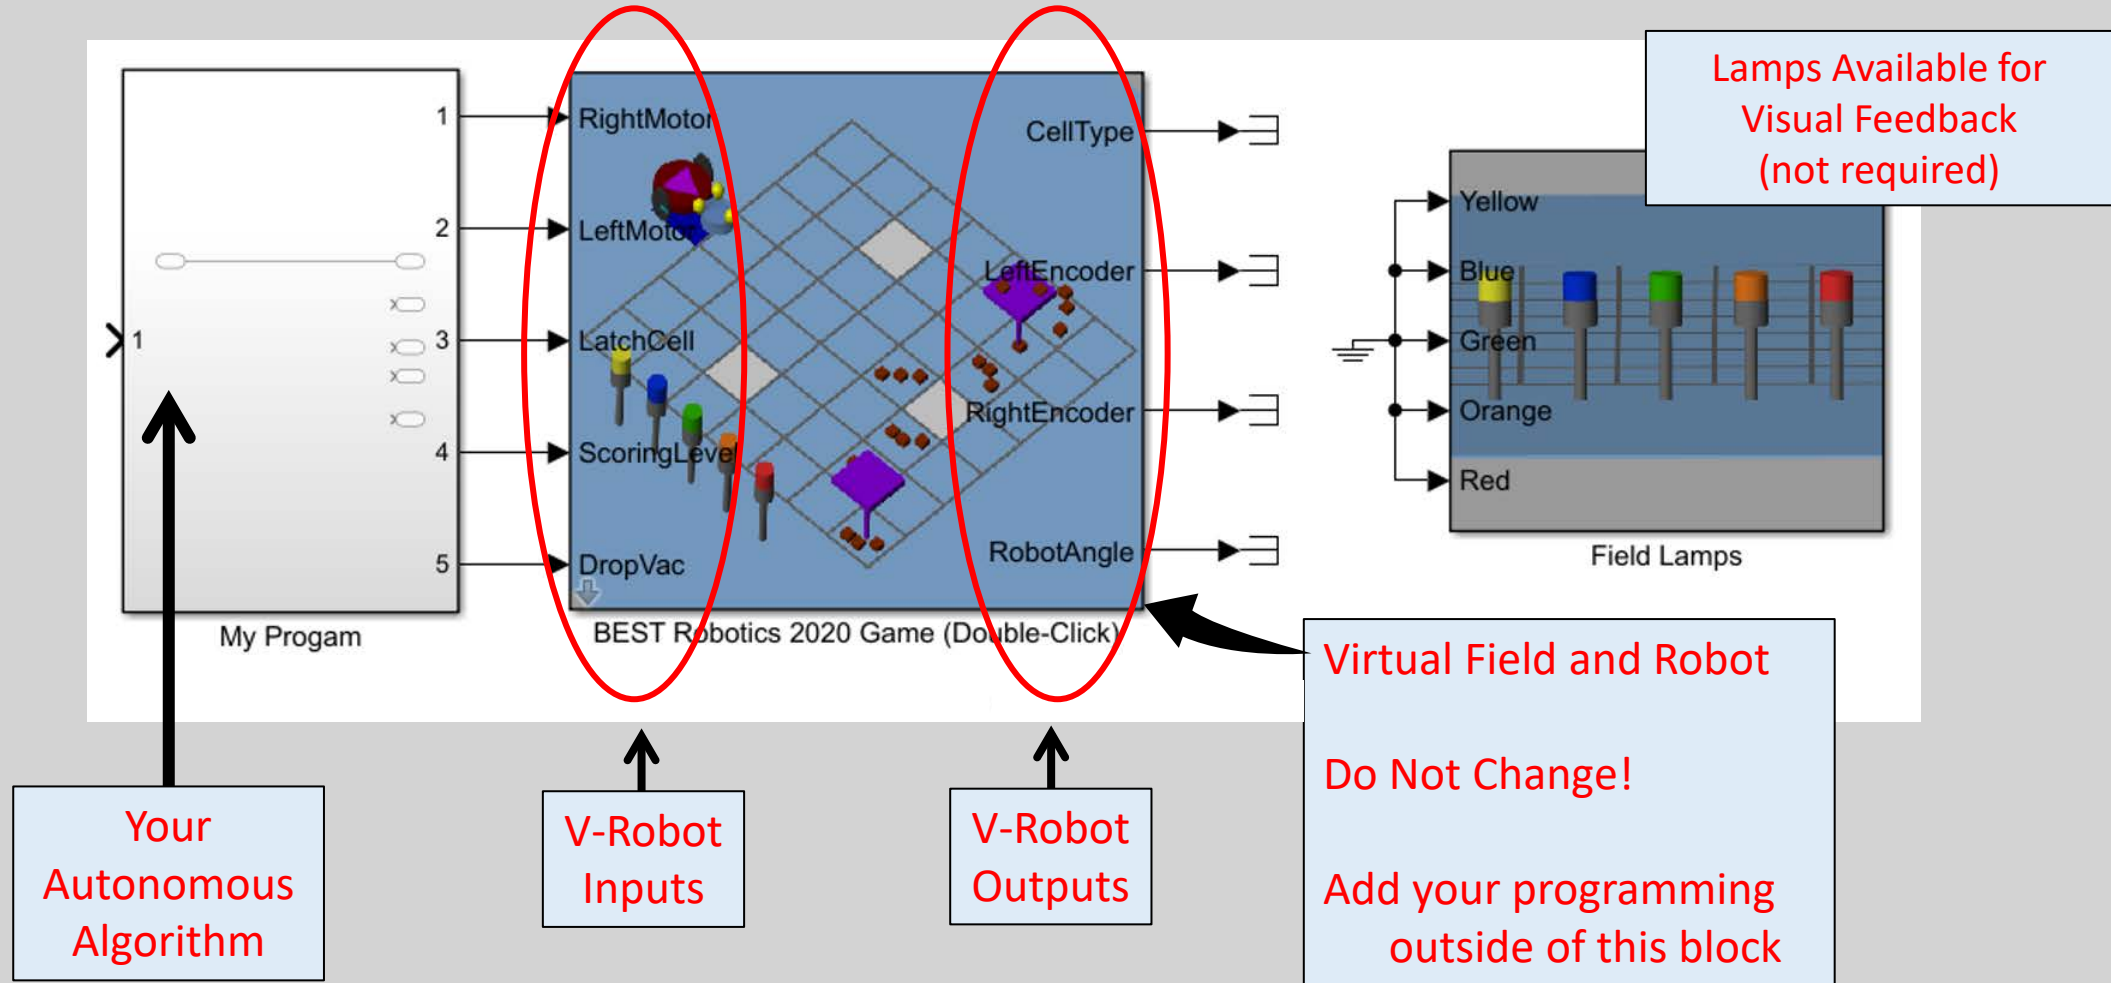 1
1
2
3
4
5
My Progam
RightMotor
LeftMotor
LatchCell
ScoringLevel
DropVac
CellType
LeftEncoder
RightEncoder
RobotAngle
BEST Robotics 2020 Game (Double-Click)
Lamps Available for
Visual Feedback
(not required)
Yellow
Blue
Green
Orange
Red
Field Lamps
Your
Autonomous
Algorithm
V-Robot
Inputs
V-Robot
Outputs
Virtual Field and Robot
Do Not Change!
Add your programming
outside of this block